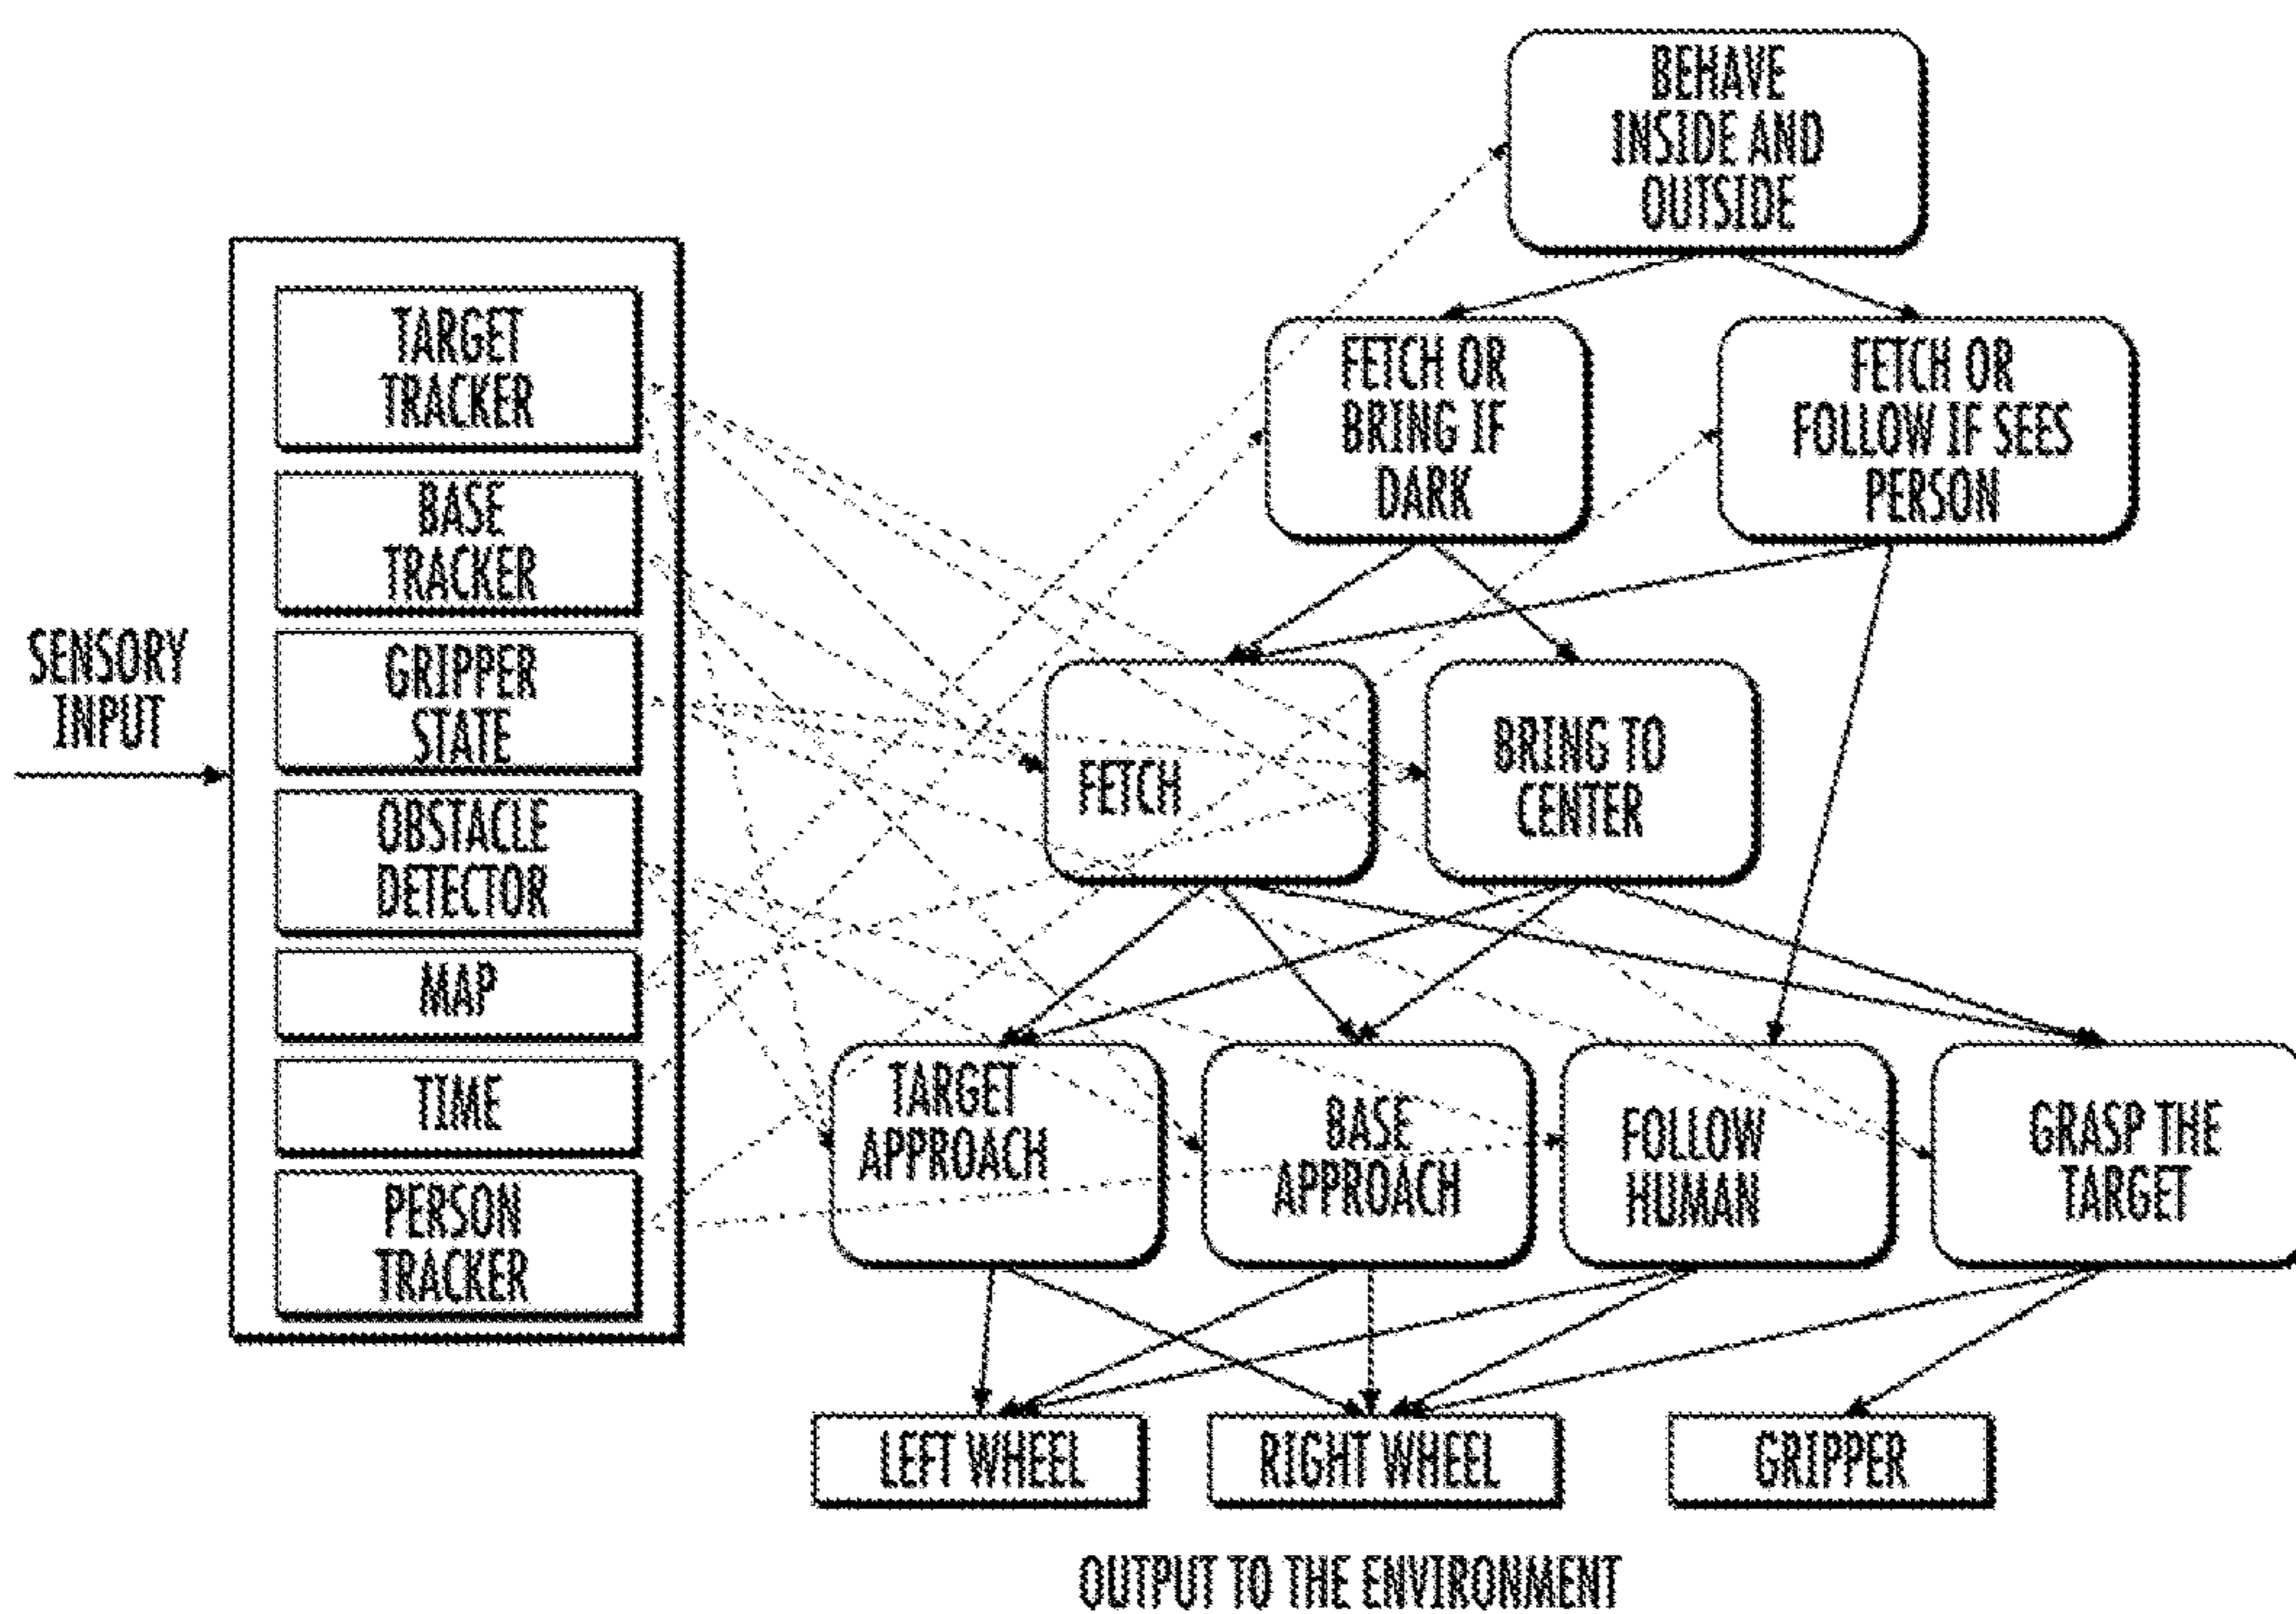 SENSORY
INPUT
TARGET
TRACKER
BASE
TRACKER
GRIPPER
STATE
OBSTACLE
DETECTOR
MAP
TIME
PERSON
TRACKER
BEHAVE
INSIDE AND
OUTSIDE
FETCH OR
BRING IF
DARK
FETCH OR
FOLLOW IF SEES
PERSON
FETCH
BRING TO
CENTER
TARGET
APPROACH
BASE
APPROACH
FOLLOW
HUMAN
GRASP THE
TARGET
LEFT WHEEL
RIGHT WHEEL
GRIPPER
OUTPUT TO THE ENVIRONMENT